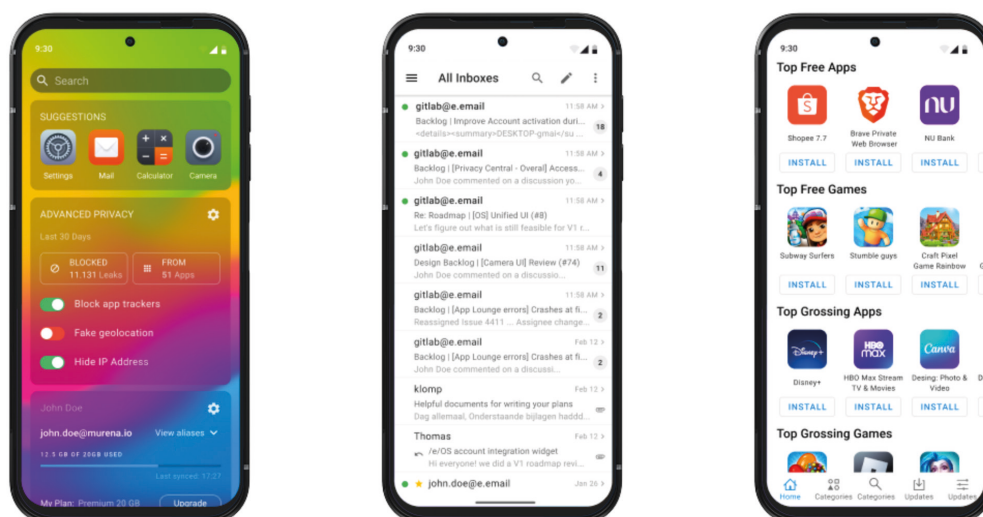 9:30
Search
SUGGESTIONS
Settings
Mail
Calculator
Camera
ADVANCED PRIVACY
Last 30 Days
BLOCKED
11.131 Leaks
FROM
51 Apps
Block app trackers
Fake geolocation
Hide IP Address
John Doe
john.doe@murena.io
View aliases
12.5 GB OF 20GB USED
Last synced: 17:27
My Plan: Premium 20 GB
Upgrade
9:30
All Inboxes
gitlab@e.email 11:58 AM >
Backlog | Improve Account activation duri...
<details><summary>DESKTOP-gmai</su ...
18
gitlab@e.email 11:58 AM >
Backlog | [Privacy Central - Overal] Access...
John Doe commented on a discussion yo...
4
gitlab@e.email 11:58 AM >
Re: Roadmap | [OS] Unified UI (#8)
Let's figure out what is still feasible for V1 t...
gitlab@e.email 11:58 AM >
Design Backlog | [Camera UI] Review (#74)
John Doe commented on a discussio...
11
gitlab@e.email 11:58 AM >
Backlog | [App Lounge errors] Crashes at fi...
Reassigned Issue 4411 ... Assignee change...
2
gitlab@e.email Feb 12 >
Backlog | [App Lounge errors] Crashes at fi...
John Doe commented on a discussi...
2
klomp Feb 12 >
Helpful documents for writing your plans
Dag allemaal, Onderstaande bijlagen haddd...
Thomas Feb 12 >
/e/OS account integration widget
Hi everyone! we did a V1 roadmap revi...
john.doe@e.email Jan 26 >
9:30
Top Free Apps
Shopee 7.7
INSTALL
Brave Private
Web Browser
INSTALL
nu
NU Bank
INSTALL
Top Free Games
Subway Surfers
INSTALL
Stumble guys
INSTALL
Craft Pixel
Game Rainbow
INSTALL
Top Grossing Apps
Disney+
Disney+
INSTALL
HBO
max
HBO Max Stream
TV & Movies
INSTALL
Canva
Desing: Photo &
Video
INSTALL
Top Grossing Games
Home
Categories
Categories
Updates
Updates